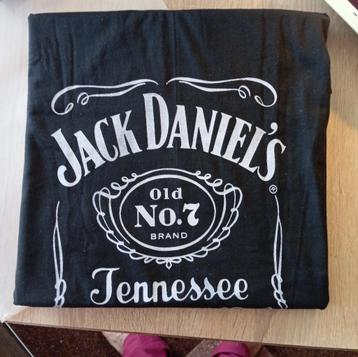 JACK DANIEL'S
®
Old
No.7
BRAND
Tennessee